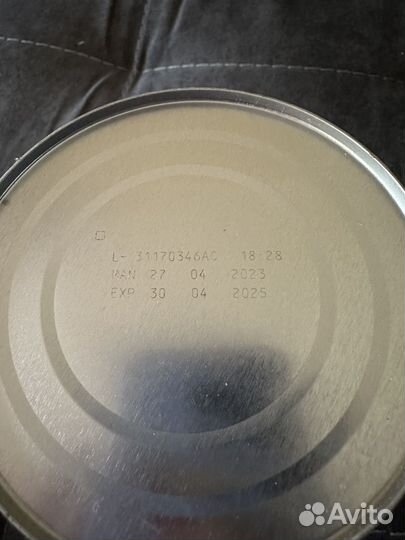 L- 31170346AC 18:28
MAN 27 04 2023
EXP 30 04 2025
Avito